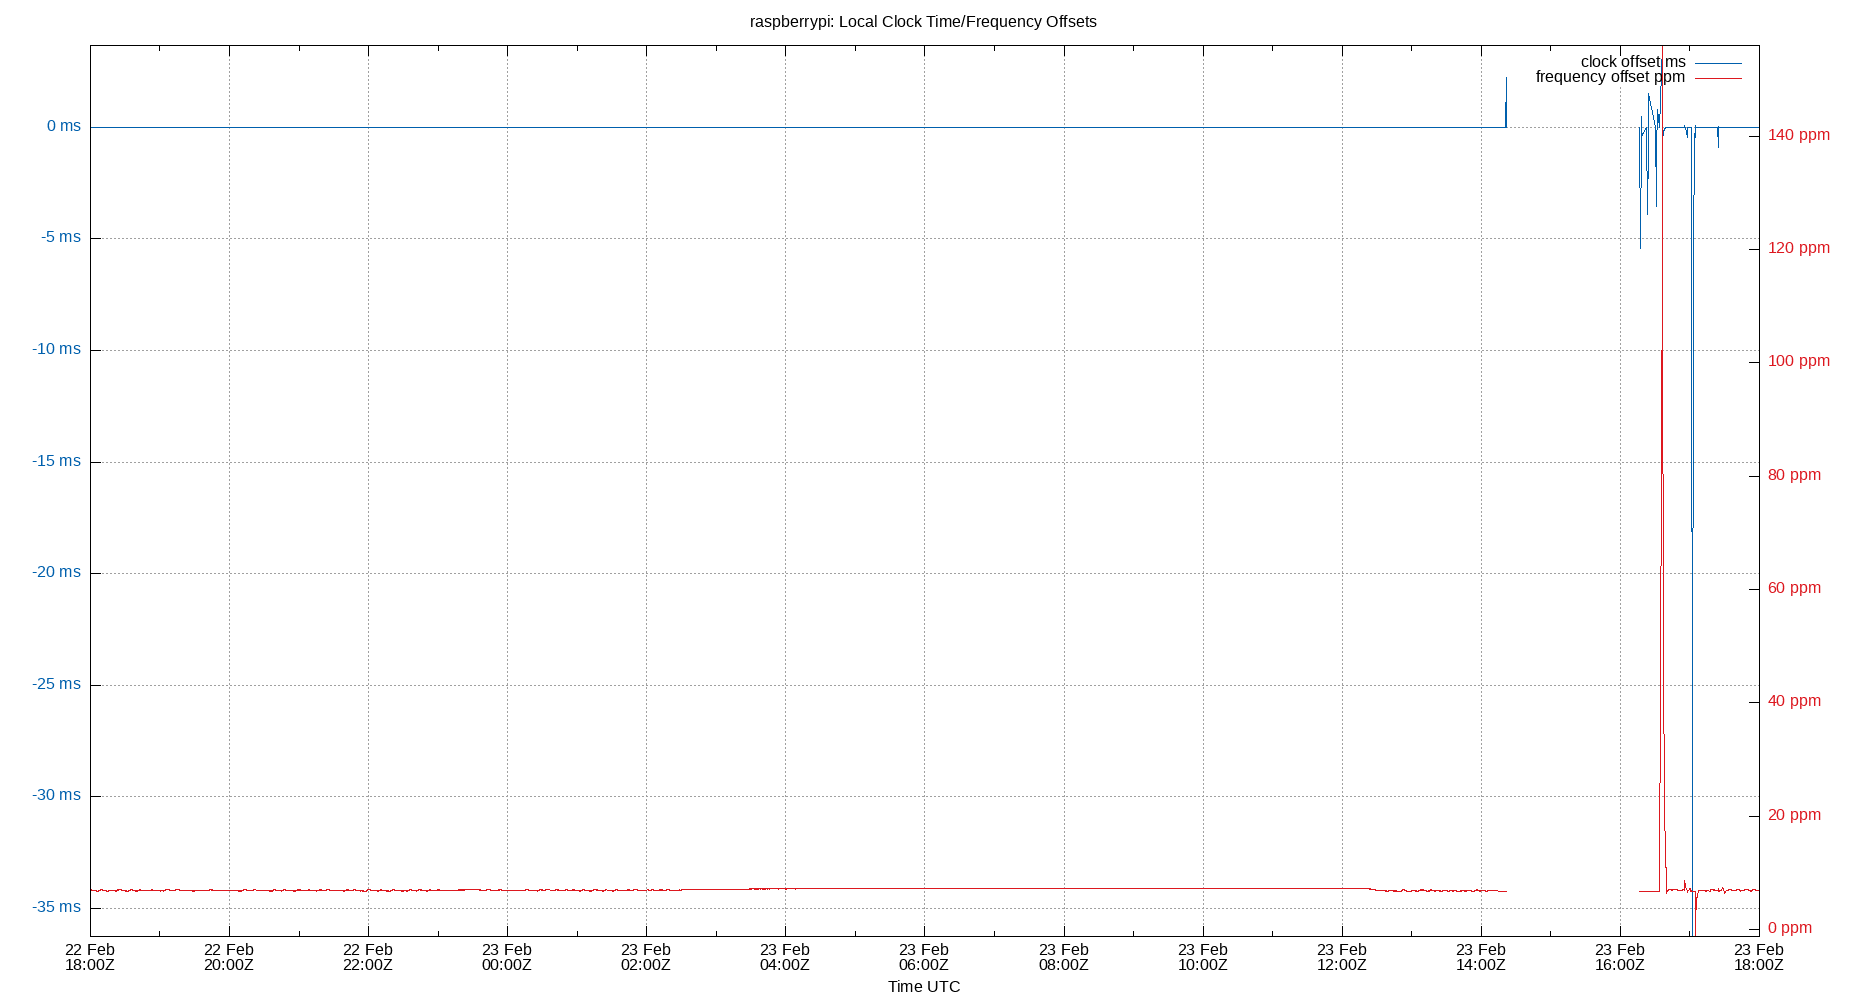 raspberrypi: Local Clock Time/Frequency Offsets
clock offset ms
frequency offset ppm
0 ms
-5 ms
-10 ms
-15 ms
-20 ms
-25 ms
-30 ms
-35 ms
140 ppm
120 ppm
100 ppm
80 ppm
60 ppm
40 ppm
20 ppm
0 ppm
22 Feb 22 Feb 22 Feb 23 Feb 23 Feb 23 Feb 23 Feb 23 Feb 23 Feb 23 Feb 23 Feb 23 Feb 23 Feb
18:00Z 20:00Z 22:00Z 00:00Z 02:00Z 04:00Z 06:00Z 08:00Z 10:00Z 12:00Z 14:00Z 16:00Z 18:00Z
Time UTC